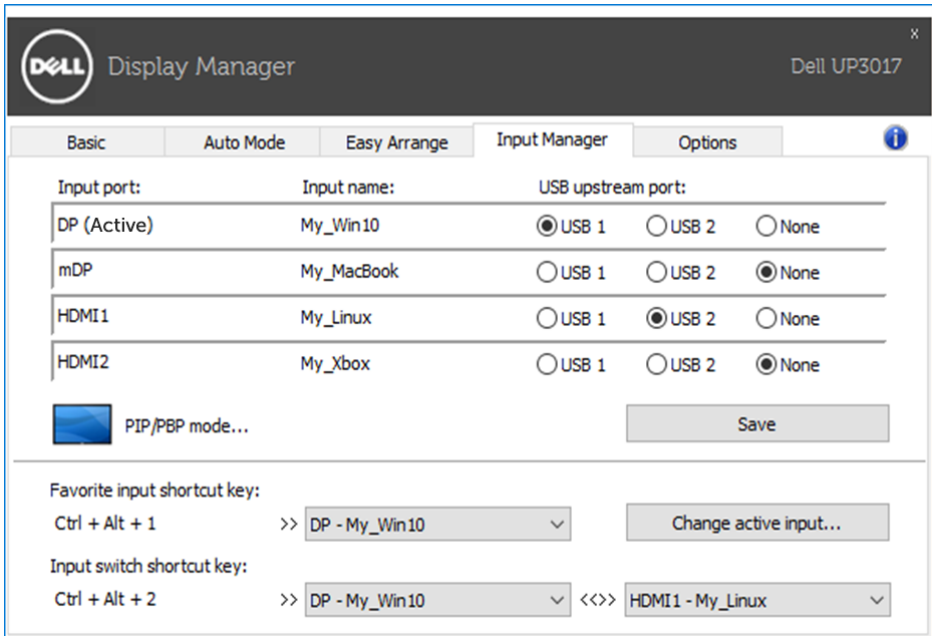 DELL Display Manager Dell UP3017 x
Basic Auto Mode Easy Arrange Input Manager Options i
Input port: Input name: USB upstream port:
DP (Active) My_Win10 USB 1 USB 2 None
mDP My_MacBook USB 1 USB 2 None
HDMI1 My_Linux USB 1 USB 2 None
HDMI2 My_Xbox USB 1 USB 2 None
PIP/PBP mode... Save
Favorite input shortcut key:
Ctrl + Alt + 1 >> DP - My_Win10 Change active input...
Input switch shortcut key:
Ctrl + Alt + 2 >> DP - My_Win10 <<>> HDMI1 - My_Linux